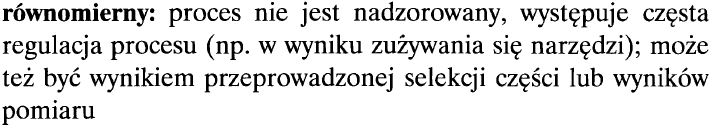 równomierny: proces nie jest nadzorowany, występuje częsta
regulacja procesu (np. w wyniku zużywania się narzędzi); może
też być wynikiem przeprowadzonej selekcji części lub wyników
pomiaru